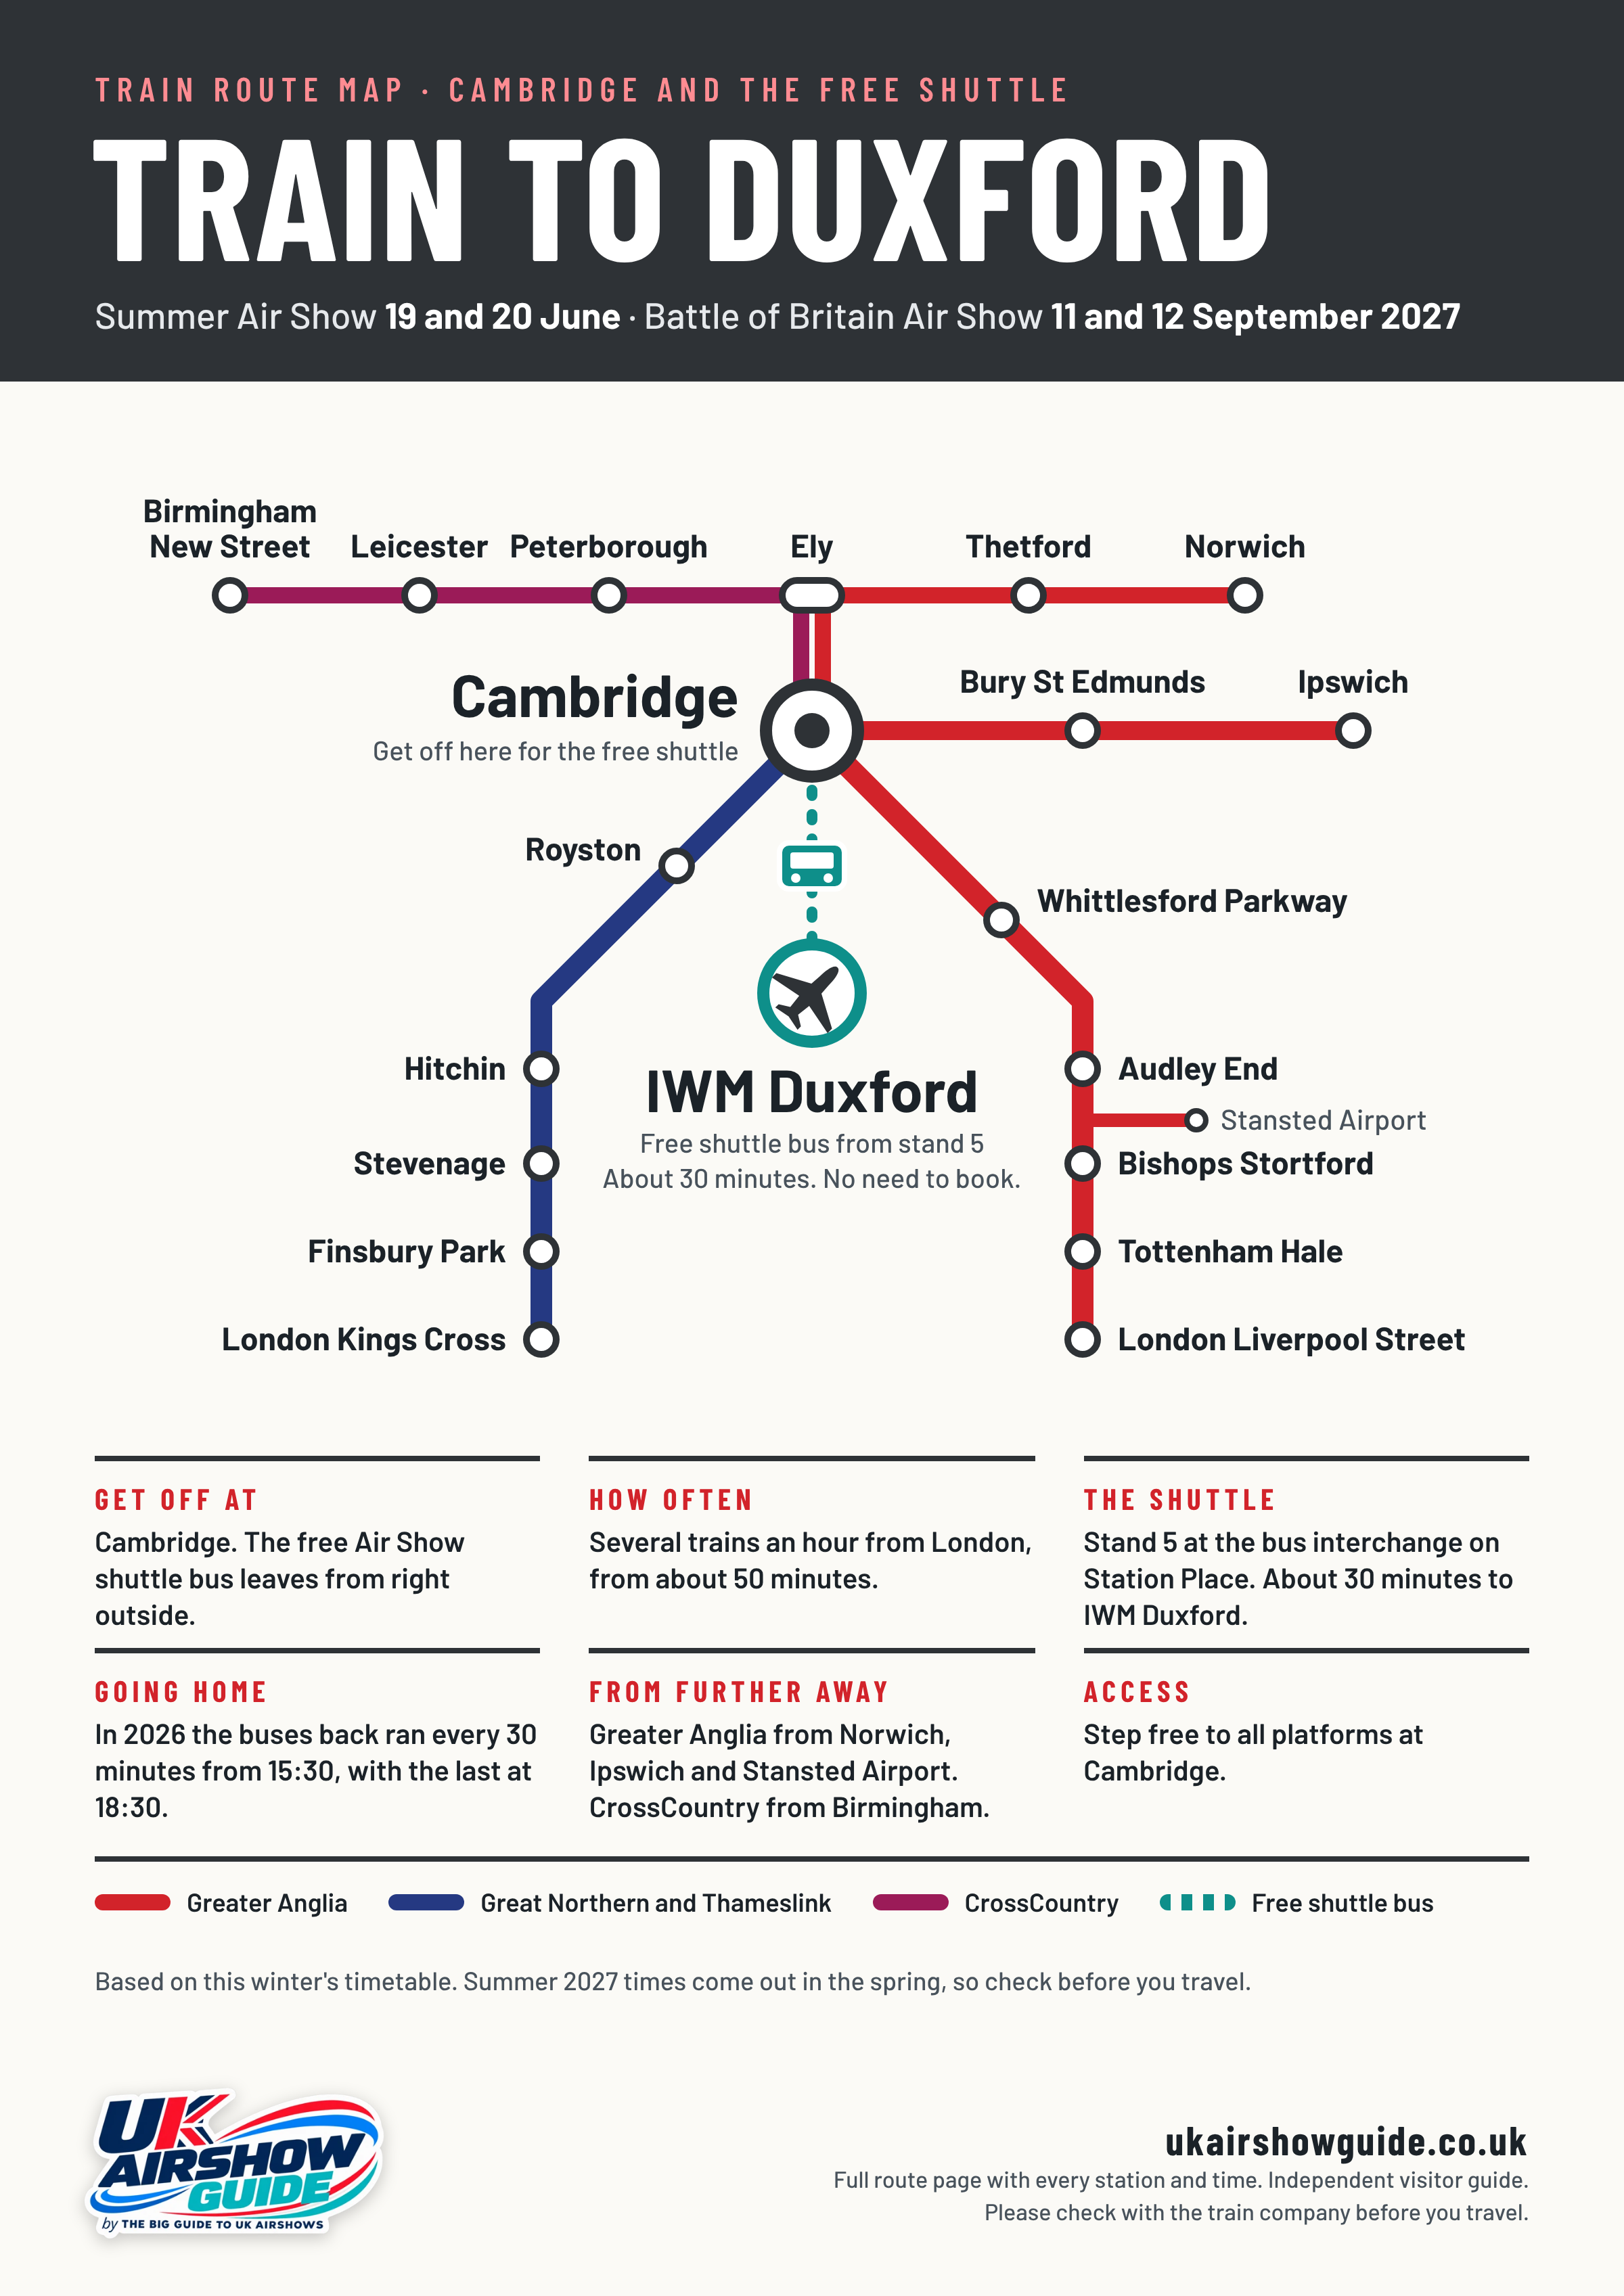 TRAIN ROUTE MAP · CAMBRIDGE AND THE FREE SHUTTLE
TRAIN TO DUXFORD
Summer Air Show 19 and 20 June · Battle of Britain Air Show 11 and 12 September 2027
Birmingham
New Street
Leicester
Peterborough
Ely
Thetford
Norwich
Cambridge
Get off here for the free shuttle
Bury St Edmunds
Ipswich
Royston
Whittlesford Parkway
Hitchin
IWM Duxford
Free shuttle bus from stand 5
About 30 minutes. No need to book.
Audley End
Stansted Airport
Stevenage
Bishops Stortford
Finsbury Park
Tottenham Hale
London Kings Cross
London Liverpool Street
GET OFF AT
Cambridge. The free Air Show
shuttle bus leaves from right
outside.
HOW OFTEN
Several trains an hour from London,
from about 50 minutes.
THE SHUTTLE
Stand 5 at the bus interchange on
Station Place. About 30 minutes to
IWM Duxford.
GOING HOME
In 2026 the buses back ran every 30
minutes from 15:30, with the last at
18:30.
FROM FURTHER AWAY
Greater Anglia from Norwich,
Ipswich and Stansted Airport.
CrossCountry from Birmingham.
ACCESS
Step free to all platforms at
Cambridge.
Greater Anglia
Great Northern and Thameslink
CrossCountry
Free shuttle bus
Based on this winter's timetable. Summer 2027 times come out in the spring, so check before you travel.
UK
AIRSHOW
GUIDE
by THE BIG GUIDE TO UK AIRSHOWS
ukairshowguide.co.uk
Full route page with every station and time. Independent visitor guide.
Please check with the train company before you travel.